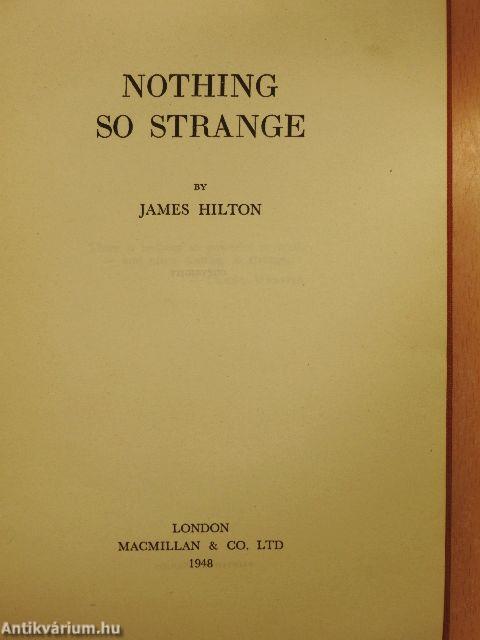 NOTHING
SO STRANGE
BY
JAMES HILTON
LONDON
MACMILLAN & CO. LTD
1948
Antikvárium.hu